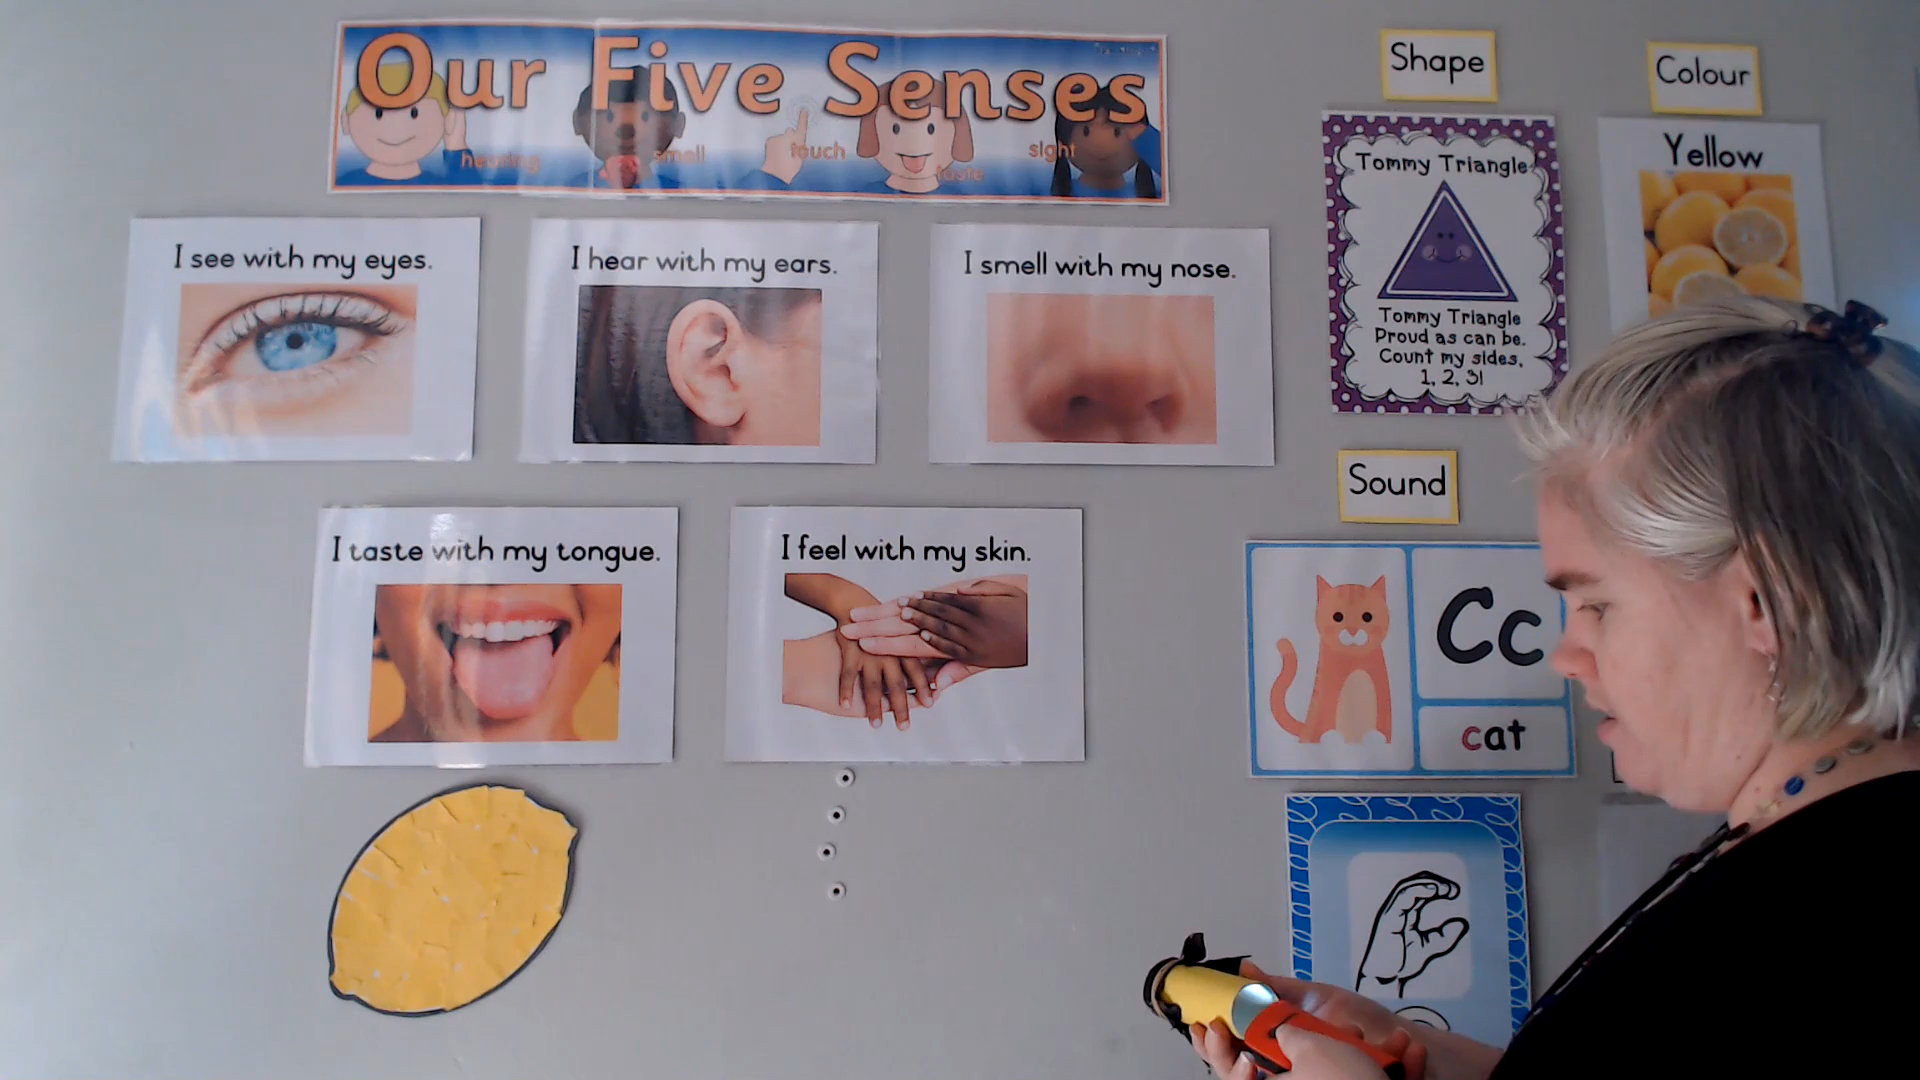 Our Five Senses
hearing
smell
touch
taste
sight
I see with my eyes.
I hear with my ears.
I smell with my nose.
I taste with my tongue.
I feel with my skin.
Shape
Tommy Triangle
Tommy Triangle
Proud as can be.
Count my sides,
1, 2, 3!
Colour
Yellow
Sound
Cc
cat